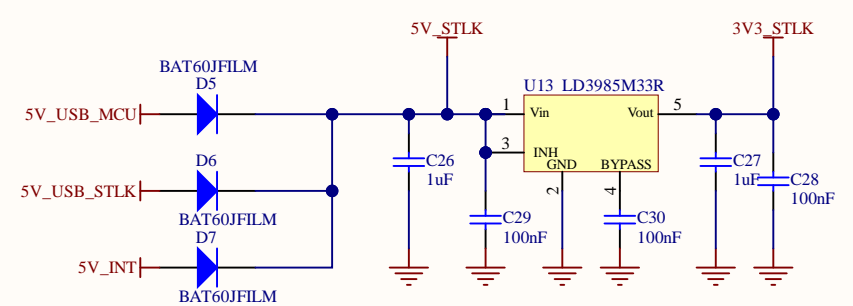 5V_STLK
3V3_STLK
BAT60JFILM
D5
U13 LD3985M33R
5V_USB_MCU
1
Vin
Vout
5
3
INH
GND
BYPASS
D6
C26
1uF
C27
1uF
C28
100nF
5V_USB_STLK
2
4
BAT60JFILM
D7
C29
100nF
C30
100nF
5V_INT
BAT60JFILM